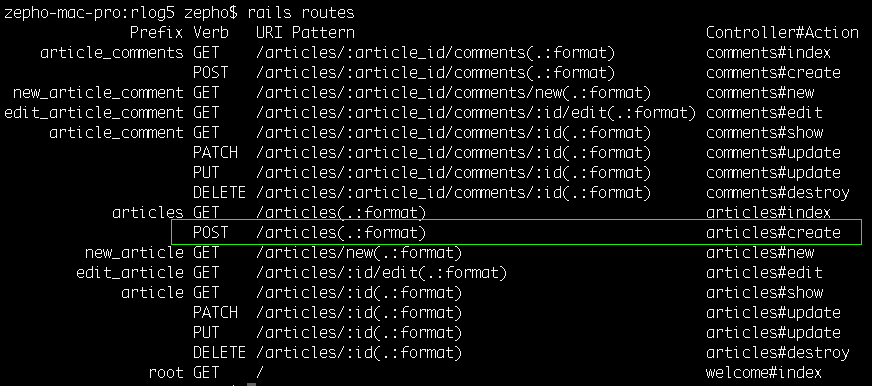 zepho-mac-pro:rlog5 zepho$ rails routes
Prefix Verb URI Pattern Controller#Action
article_comments GET /articles/:article_id/comments(.:format) comments#index
POST /articles/:article_id/comments(.:format) comments#create
new_article_comment GET /articles/:article_id/comments/new(.:format) comments#new
edit_article_comment GET /articles/:article_id/comments/:id/edit(.:format) comments#edit
article_comment GET /articles/:article_id/comments/:id(.:format) comments#show
PATCH /articles/:article_id/comments/:id(.:format) comments#update
PUT /articles/:article_id/comments/:id(.:format) comments#update
DELETE /articles/:article_id/comments/:id(.:format) comments#destroy
articles GET /articles(.:format) articles#index
POST /articles(.:format) articles#create
new_article GET /articles/new(.:format) articles#new
edit_article GET /articles/:id/edit(.:format) articles#edit
article GET /articles/:id(.:format) articles#show
PATCH /articles/:id(.:format) articles#update
PUT /articles/:id(.:format) articles#update
DELETE /articles/:id(.:format) articles#destroy
root GET / welcome#index